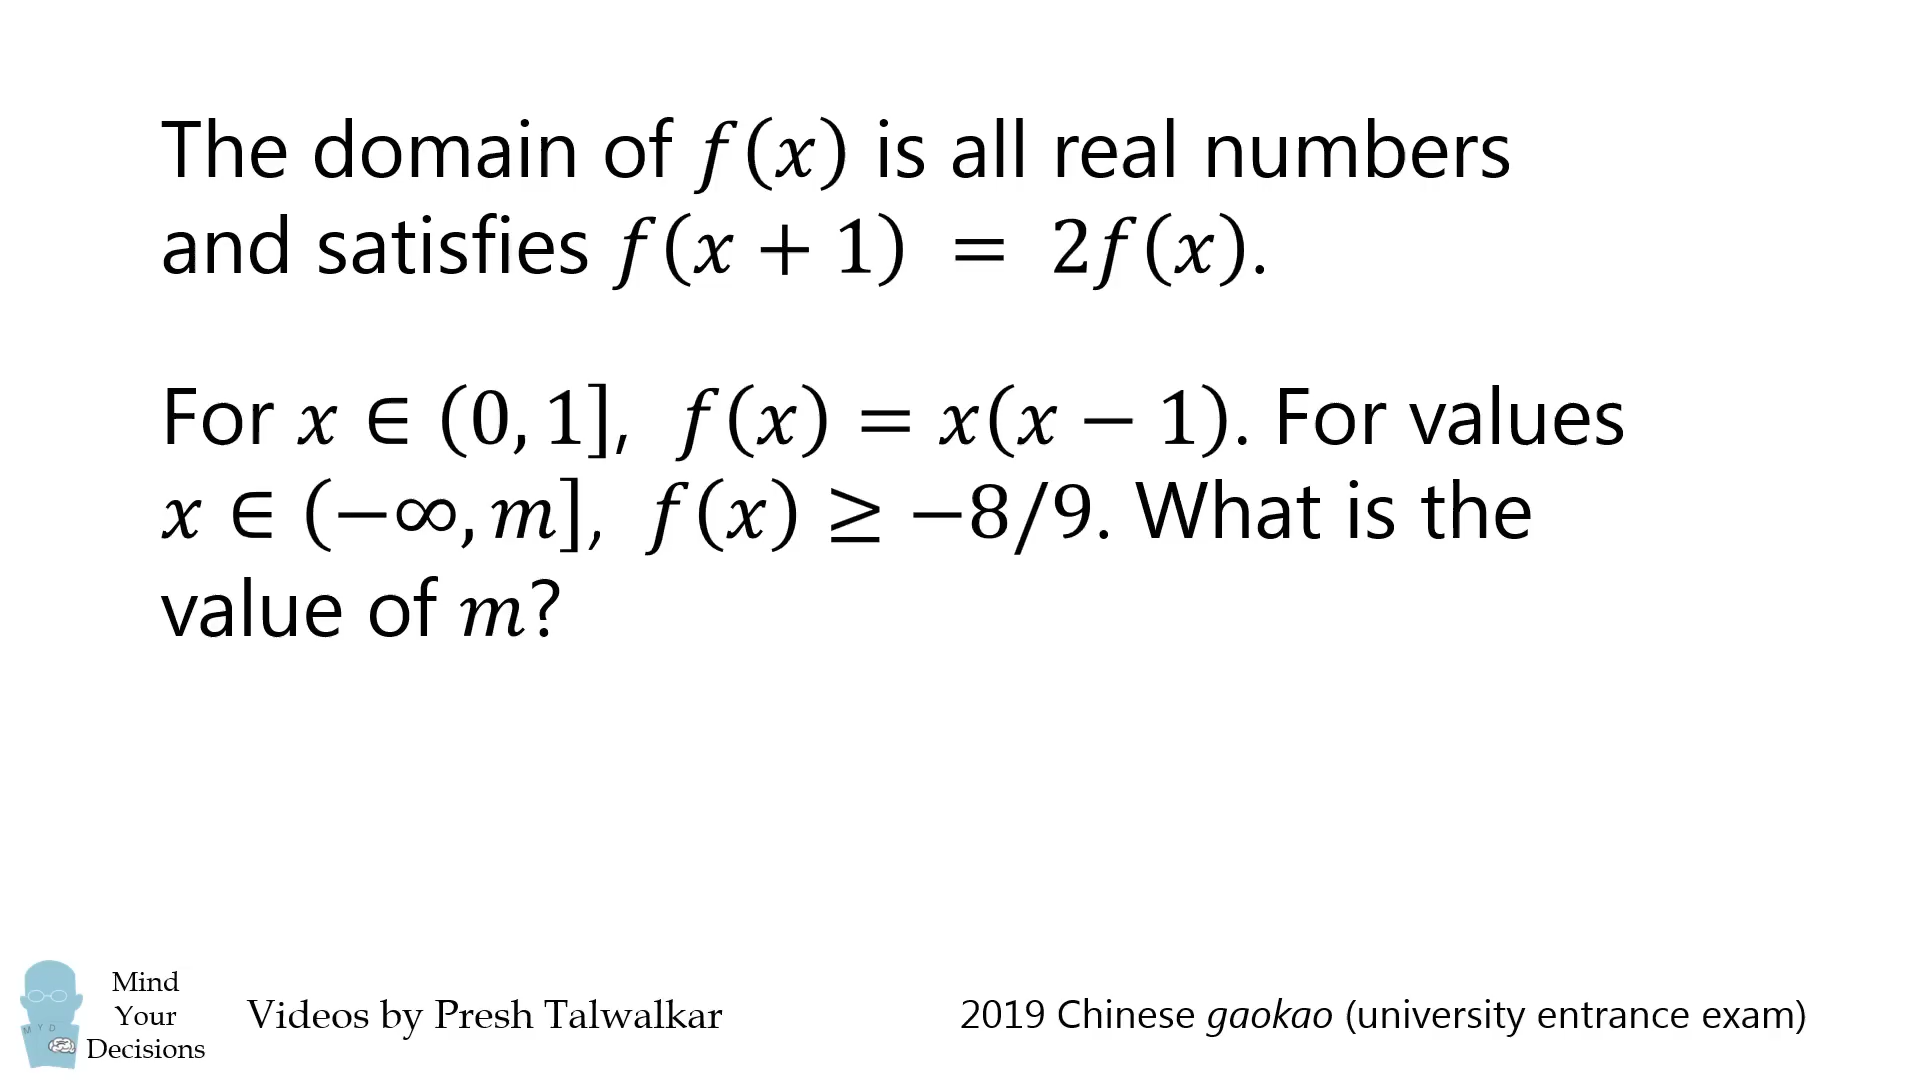 The domain of f(x) is all real numbers
and satisfies f(x + 1) = 2f(x).
For x ∈ (0, 1], f(x) = x(x − 1). For values
x ∈ (−∞, m], f(x) ≥ −8/9. What is the
value of m?
M Y D
Mind
Your
Decisions
Videos by Presh Talwalkar
2019 Chinese gaokao (university entrance exam)